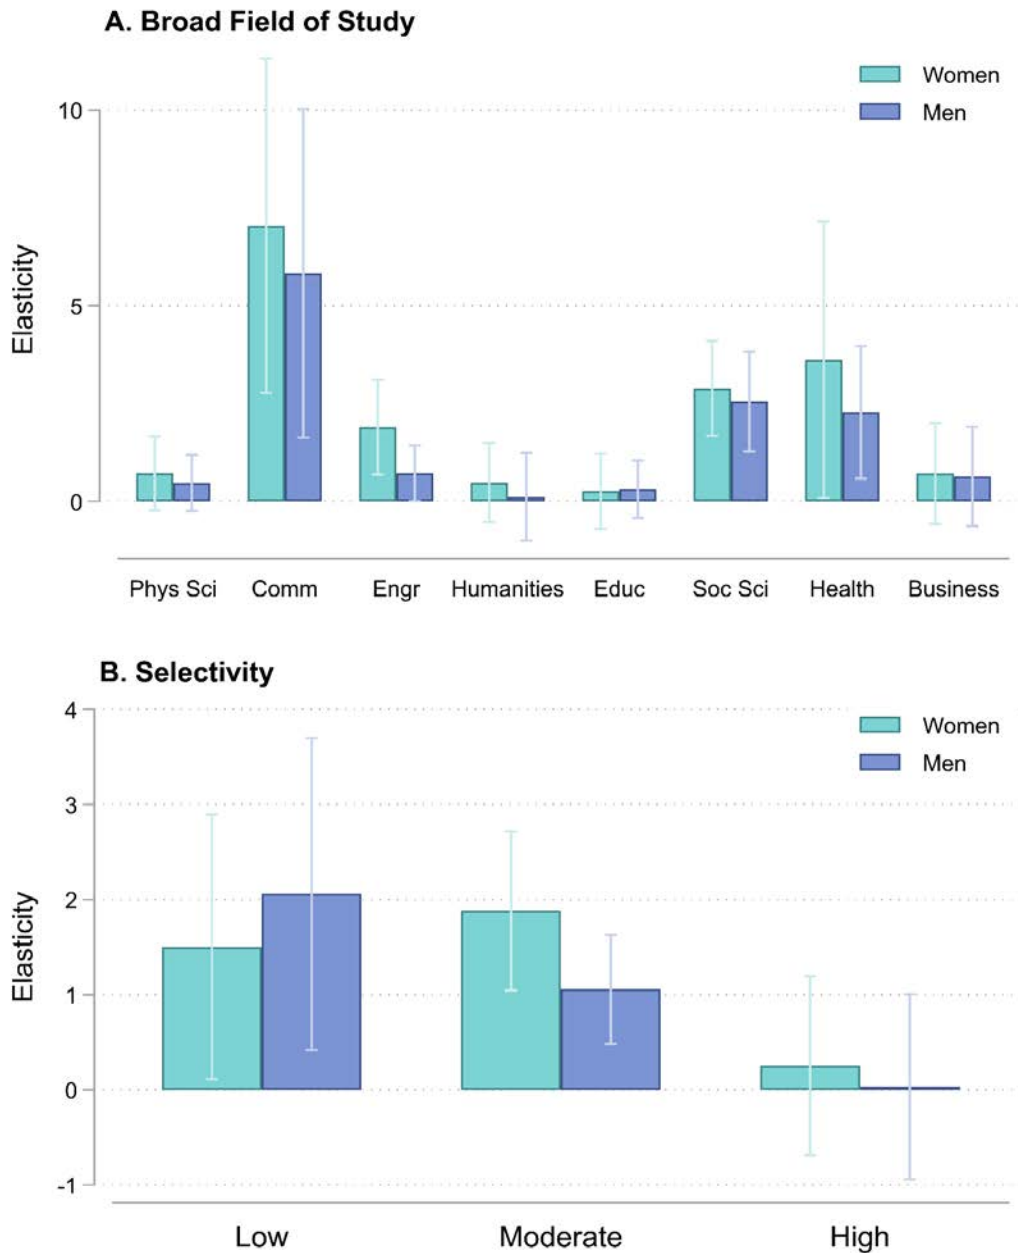 A. Broad Field of Study
Women
Men
10
5
0
Elasticity
Phys Sci Comm Engr Humanities Educ Soc Sci Health Business
B. Selectivity
Women
Men
4
3
2
1
0
-1
Elasticity
Low Moderate High